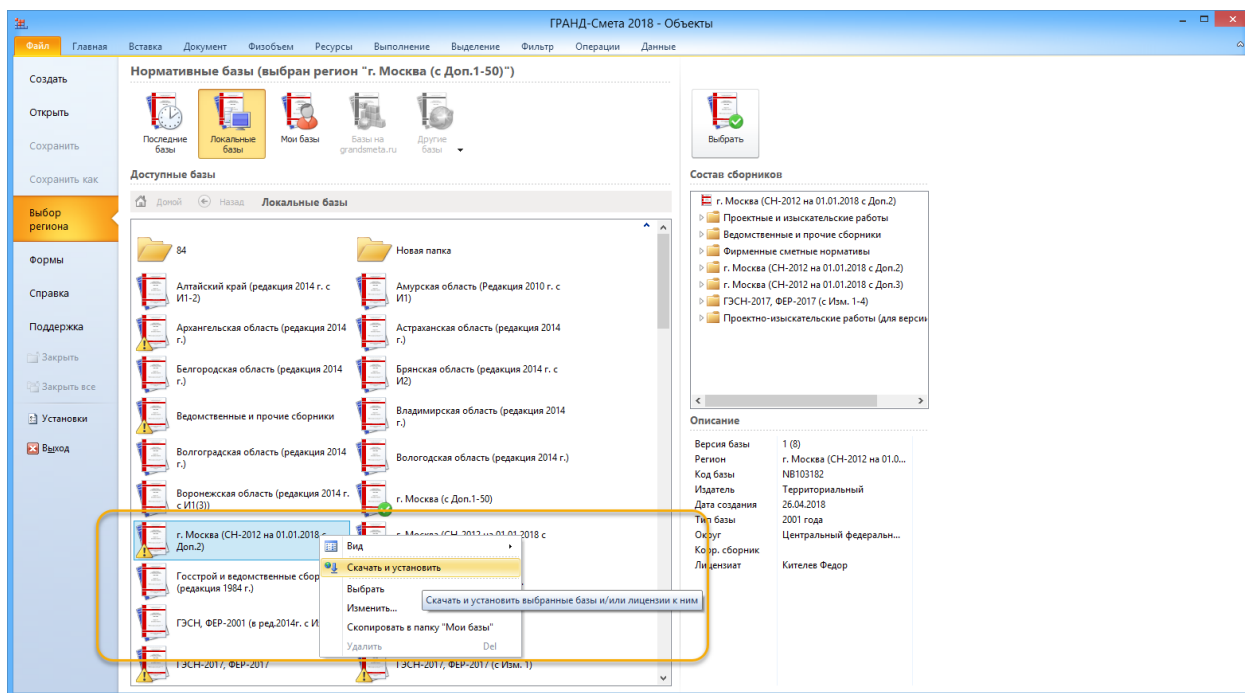 ГРАНД-Смета 2018 - Объекты
Файл Главная Вставка Документ Физобъем Ресурсы Выполнение Выделение Фильтр Операции Данные
Создать
Открыть
Сохранить
Сохранить как
Выбор
региона
Формы
Справка
Поддержка
Закрыть
Закрыть все
Установки
Выход
Нормативные базы (выбран регион "г. Москва (с Доп.1-50)")
Последние
базы
Локальные
базы
Мои базы
Базы на
grandsmeta.ru
Другие
базы
Доступные базы
Домой Назад Локальные базы
84
Новая папка
Алтайский край (редакция 2014 г. с
И1-2)
Амурская область (Редакция 2010 г. с
И1)
Архангельская область (редакция 2014
г.)
Астраханская область (редакция 2014
г.)
Белгородская область (редакция 2014
г.)
Брянская область (редакция 2014 г. с
И2)
Ведомственные и прочие сборники
Владимирская область (редакция 2014
г.)
Волгоградская область (редакция 2014
г.)
Вологодская область (редакция 2014 г.)
Воронежская область (редакция 2014 г.
с И1(3))
г. Москва (с Доп.1-50)
г. Москва (СН-2012 на 01.01.2018 с
Доп.2)
г. Москва (СН-2012 на 01.01.2018 с
Госстрой и ведомственные сбор
(редакция 1984 г.)
ГЭСН, ФЕР-2001 (в ред.2014г. с И
ГЭСН-2017, ФЕР-2017
ГЭСН-2017, ФЕР-2017 (с Изм. 1)
Вид
Скачать и установить
Выбрать
Изменить...
Скопировать в папку "Мои базы"
Удалить Del
Скачать и установить выбранные базы и/или лицензии к ним
Выбрать
Состав сборников
г. Москва (СН-2012 на 01.01.2018 с Доп.2)
Проектные и изыскательские работы
Ведомственные и прочие сборники
Фирменные сметные нормативы
г. Москва (СН-2012 на 01.01.2018 с Доп.2)
г. Москва (СН-2012 на 01.01.2018 с Доп.3)
ГЭСН-2017, ФЕР-2017 (с Изм. 1-4)
Проектно-изыскательские работы (для версии
Описание
Версия базы 1 (8)
Регион г. Москва (СН-2012 на 01.0...
Код базы NB103182
Издатель Территориальный
Дата создания 26.04.2018
Тип базы 2001 года
Округ Центральный федеральн...
Корр. сборник
Лицензиат Кителев Федор